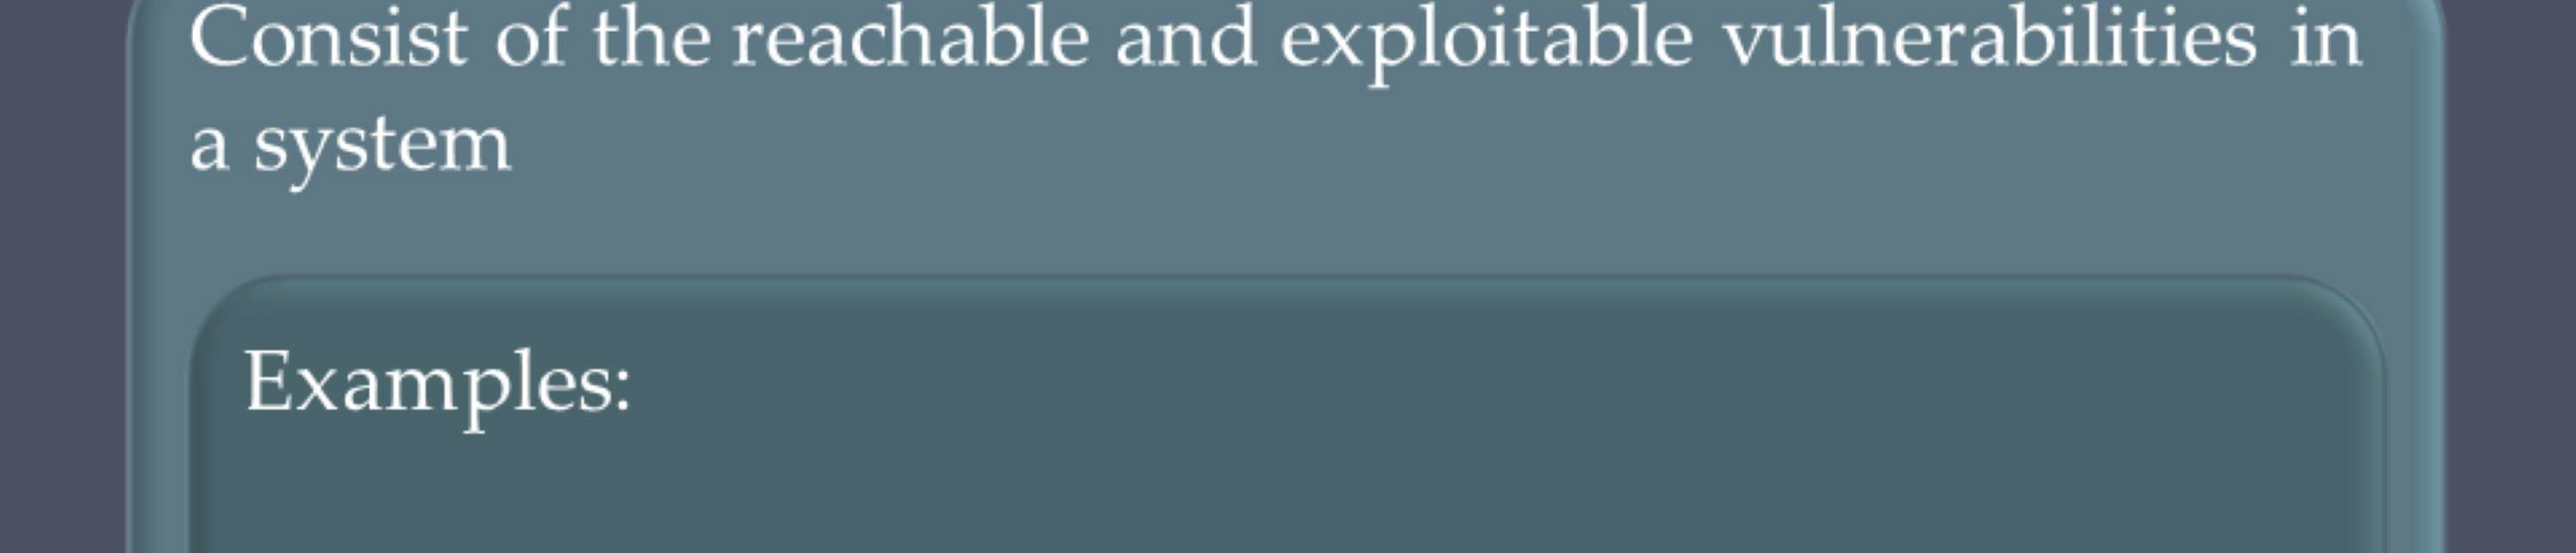 Consist of the reachable and exploitable vulnerabilities in
a system
Examples: